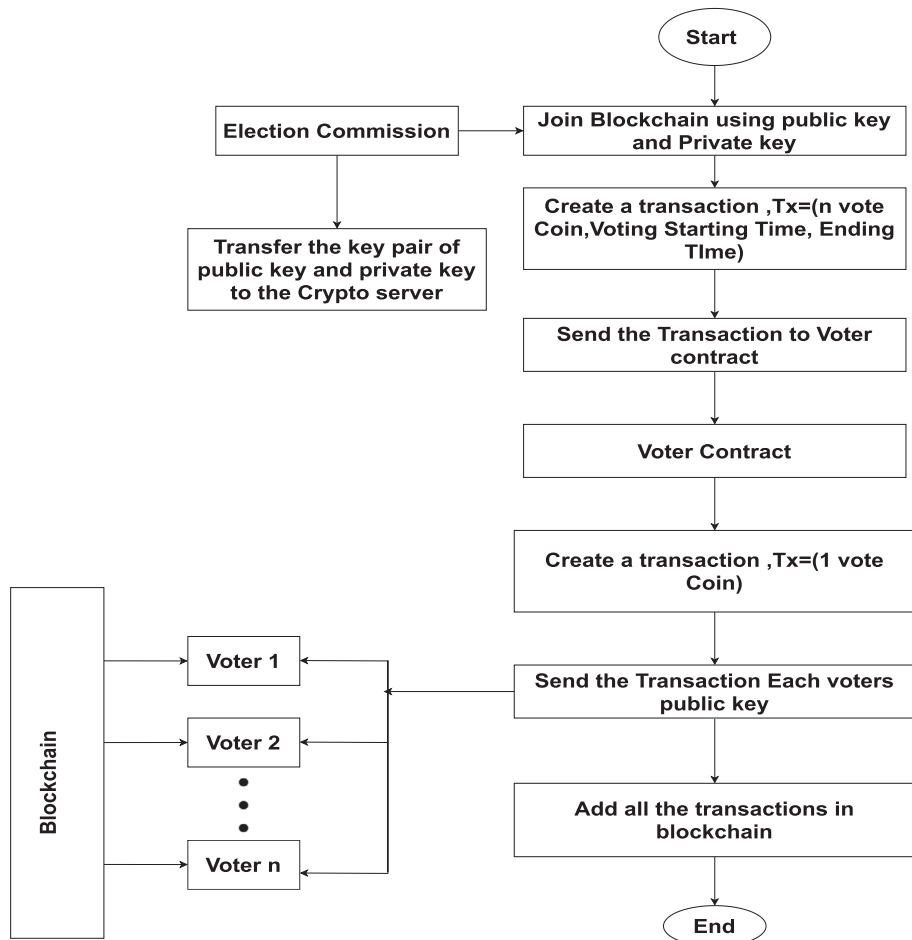 Start
Election Commission
Join Blockchain using public key
and Private key
Create a transaction ,Tx=(n vote
Coin,Voting Starting Time, Ending
TIme)
Transfer the key pair of
public key and private key
to the Crypto server
Send the Transaction to Voter
contract
Voter Contract
Create a transaction ,Tx=(1 vote
Coin)
Blockchain
Voter 1
Send the Transaction Each voters
public key
Voter 2
Add all the transactions in
blockchain
Voter n
End